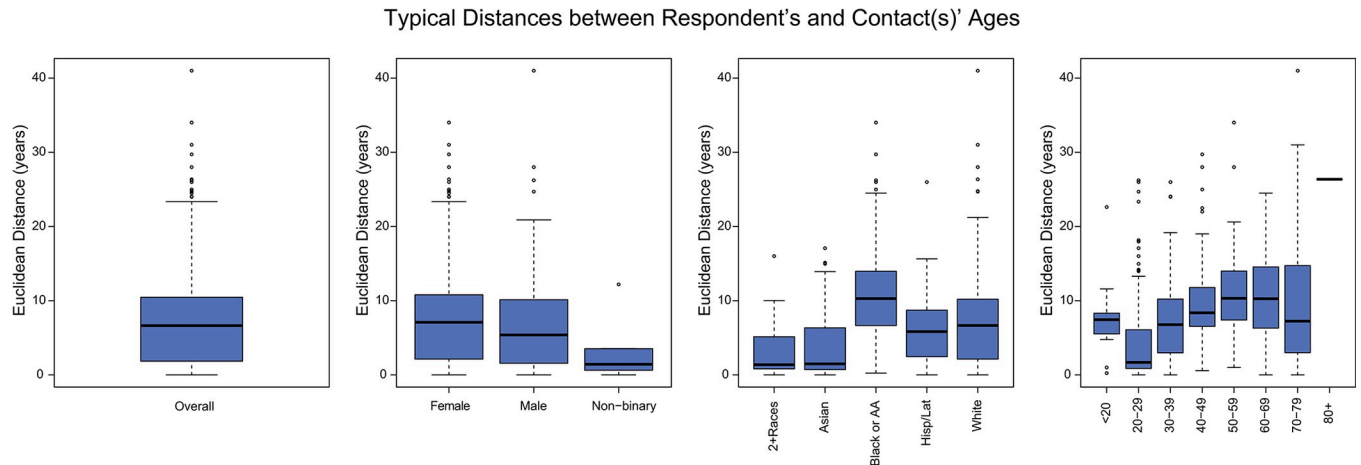 Typical Distances between Respondent's and Contact(s)' Ages
Euclidean Distance (years)
40
30
20
10
0
Overall
Euclidean Distance (years)
40
30
20
10
0
Female
Male
Non−binary
Euclidean Distance (years)
40
30
20
10
0
2+Races
Asian
Black or AA
Hisp/Lat
White
Euclidean Distance (years)
40
30
20
10
0
<20
20−29
30−39
40−49
50−59
60−69
70−79
80+